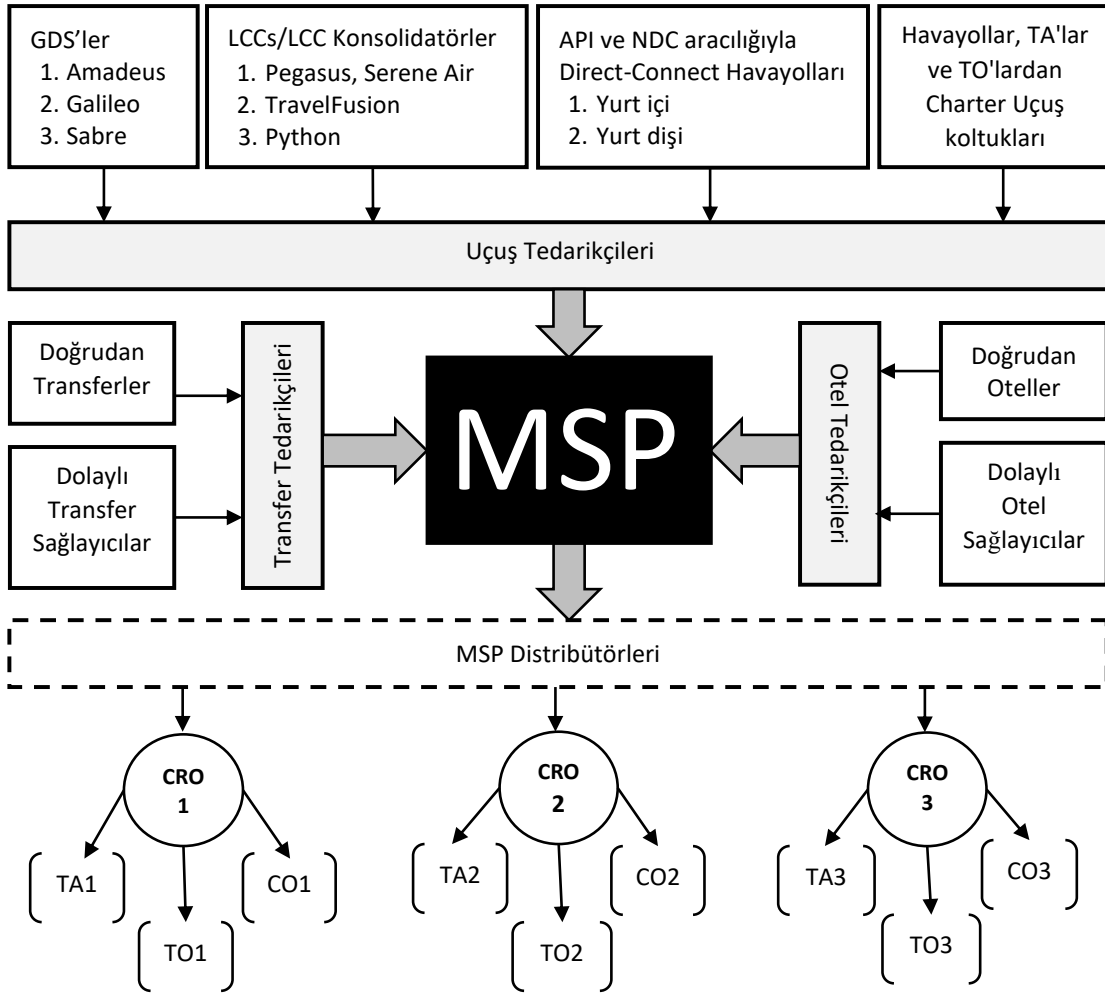 GDS’ler
1. Amadeus
2. Galileo
3. Sabre
LCCs/LCC Konsolidatörler
1. Pegasus, Serene Air
2. TravelFusion
3. Python
API ve NDC aracılığıyla
Direct-Connect Havayolları
1. Yurt içi
2. Yurt dışi
Havayollar, TA'lar
ve TO'lardan
Charter Uçuş
koltukları
Uçuş Tedarikçileri
Doğrudan
Transferler
Dolaylı
Transfer
Sağlayıcılar
Transfer Tedarikçileri
MSP
Otel Tedarikçileri
Doğrudan
Oteller
Dolaylı
Otel
Sağlayıcılar
MSP Distribütörleri
CRO
1
TA1
TO1
CO1
CRO
2
TA2
TO2
CO2
CRO
3
TA3
TO3
CO3